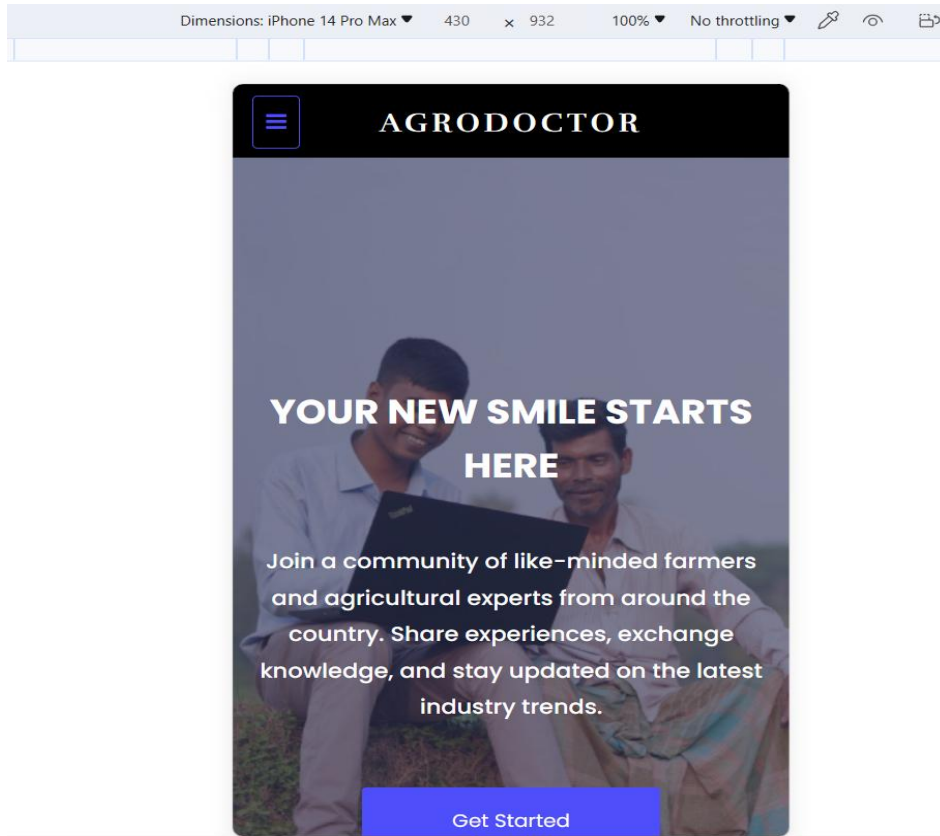 Dimensions: iPhone 14 Pro Max 430 × 932 100% No throttling
AGRODOCTOR
YOUR NEW SMILE STARTS
HERE
Join a community of like-minded farmers
and agricultural experts from around the
country. Share experiences, exchange
knowledge, and stay updated on the latest
industry trends.
Get Started